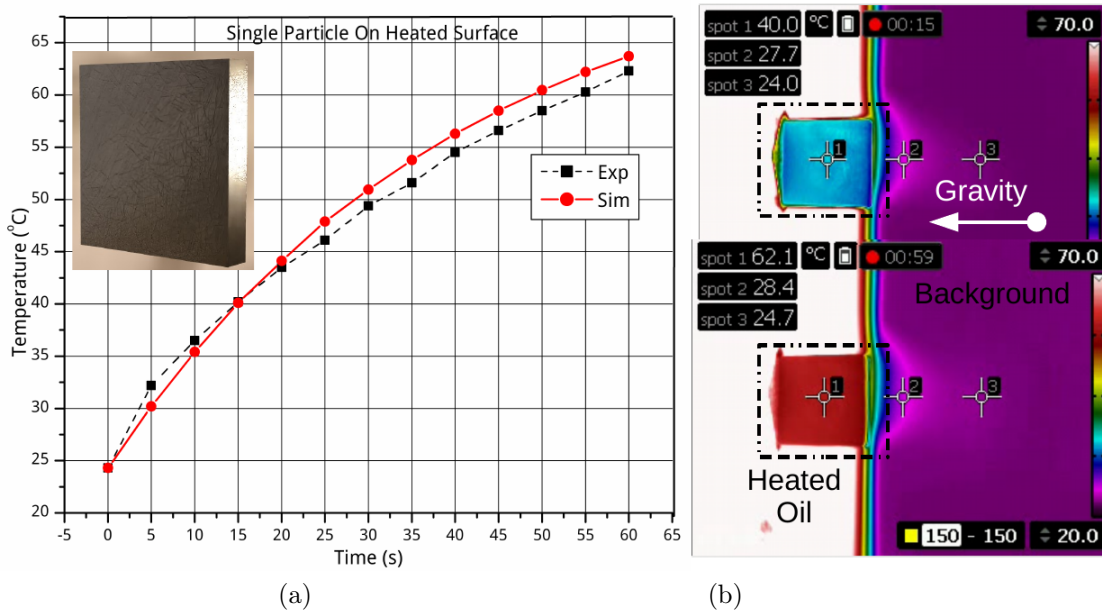 Single Particle On Heated Surface
65
60
55
50
45
40
35
30
25
20
Temperature (°C)
Exp
Sim
-5 0 5 10 15 20 25 30 35 40 45 50 55 60 65
Time (s)
(a)
spot 1 40.0 °C 00:15 70.0
spot 2 27.7
spot 3 24.0
1 2 3
Gravity
spot 1 62.1 °C 00:59 70.0
spot 2 28.4
spot 3 24.7
Background
1 2 3
Heated
Oil
150 - 150 20.0
(b)